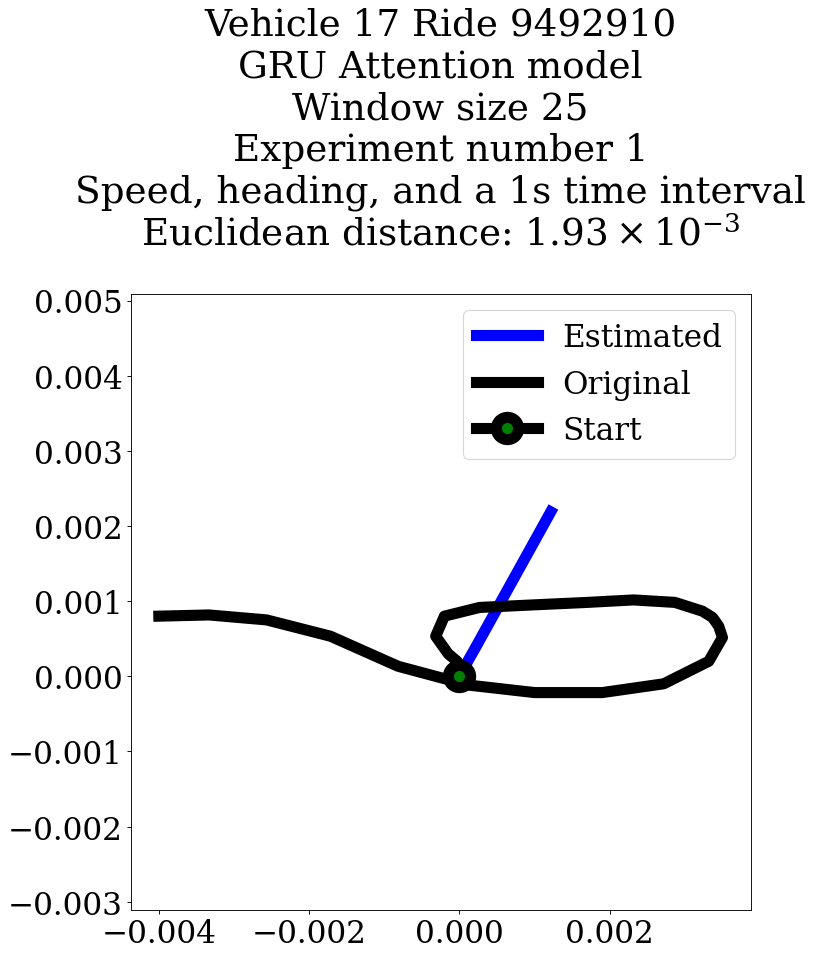 Vehicle 17 Ride 9492910
GRU Attention model
Window size 25
Experiment number 1
Speed, heading, and a 1s time interval
Euclidean distance: 1.93 × 10⁻³
0.005
0.004
0.003
0.002
0.001
0.000
−0.001
−0.002
−0.003
Estimated
Original
Start
−0.004 −0.002 0.000 0.002